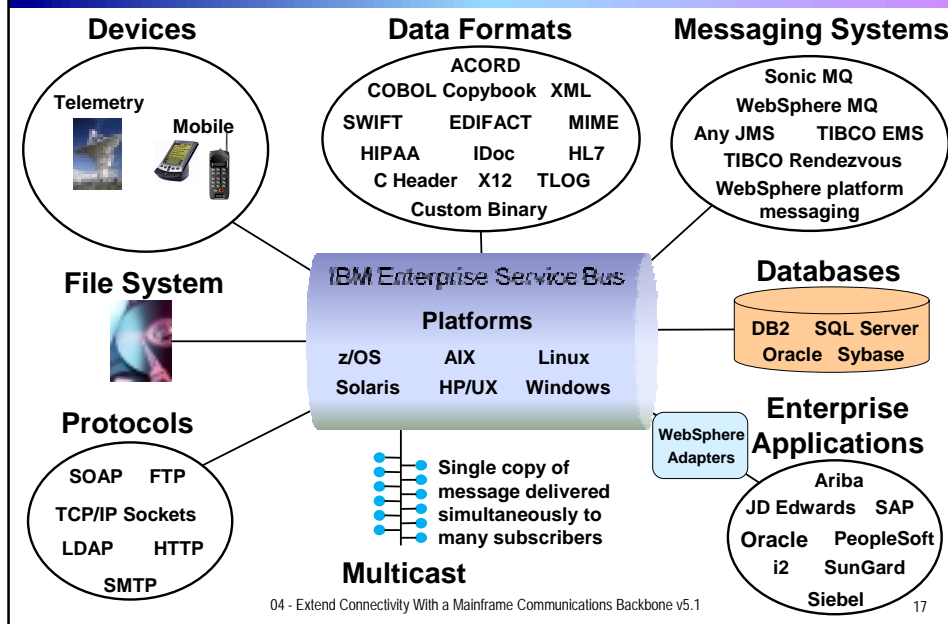 Devices
Telemetry
Mobile
Data Formats
ACORD
COBOL Copybook XML
SWIFT EDIFACT MIME
HIPAA IDoc HL7
C Header X12 TLOG
Custom Binary
Messaging Systems
Sonic MQ
WebSphere MQ
Any JMS TIBCO EMS
TIBCO Rendezvous
WebSphere platform
messaging
File System
IBM Enterprise Service Bus
Platforms
z/OS AIX Linux
Solaris HP/UX Windows
Databases
DB2 SQL Server
Oracle Sybase
Protocols
SOAP FTP
TCP/IP Sockets
LDAP HTTP
SMTP
Single copy of
message delivered
simultaneously to
many subscribers
Multicast
WebSphere
Adapters
Enterprise
Applications
Ariba
JD Edwards SAP
Oracle PeopleSoft
i2 SunGard
Siebel
04 - Extend Connectivity With a Mainframe Communications Backbone v5.1
17